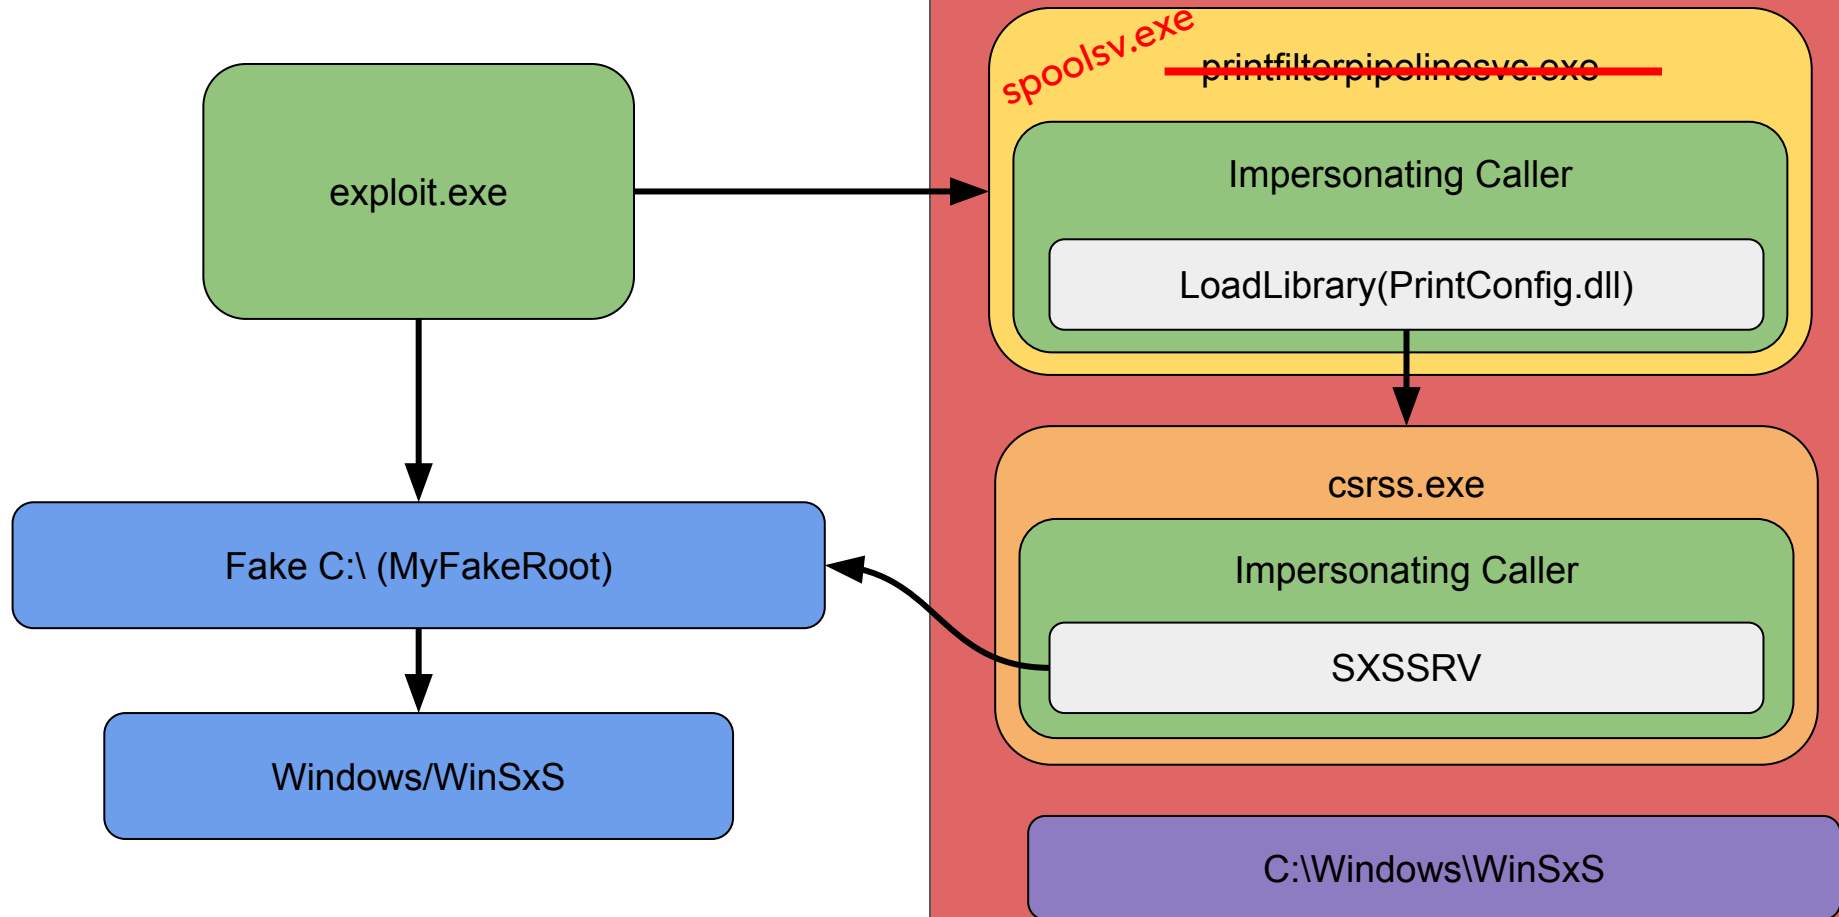 spoolsv.exe
printfilterpipelinesvc.exe
exploit.exe
Impersonating Caller
LoadLibrary(PrintConfig.dll)
csrss.exe
Fake C:\ (MyFakeRoot)
Impersonating Caller
SXSSRV
Windows/WinSxS
C:\Windows\WinSxS